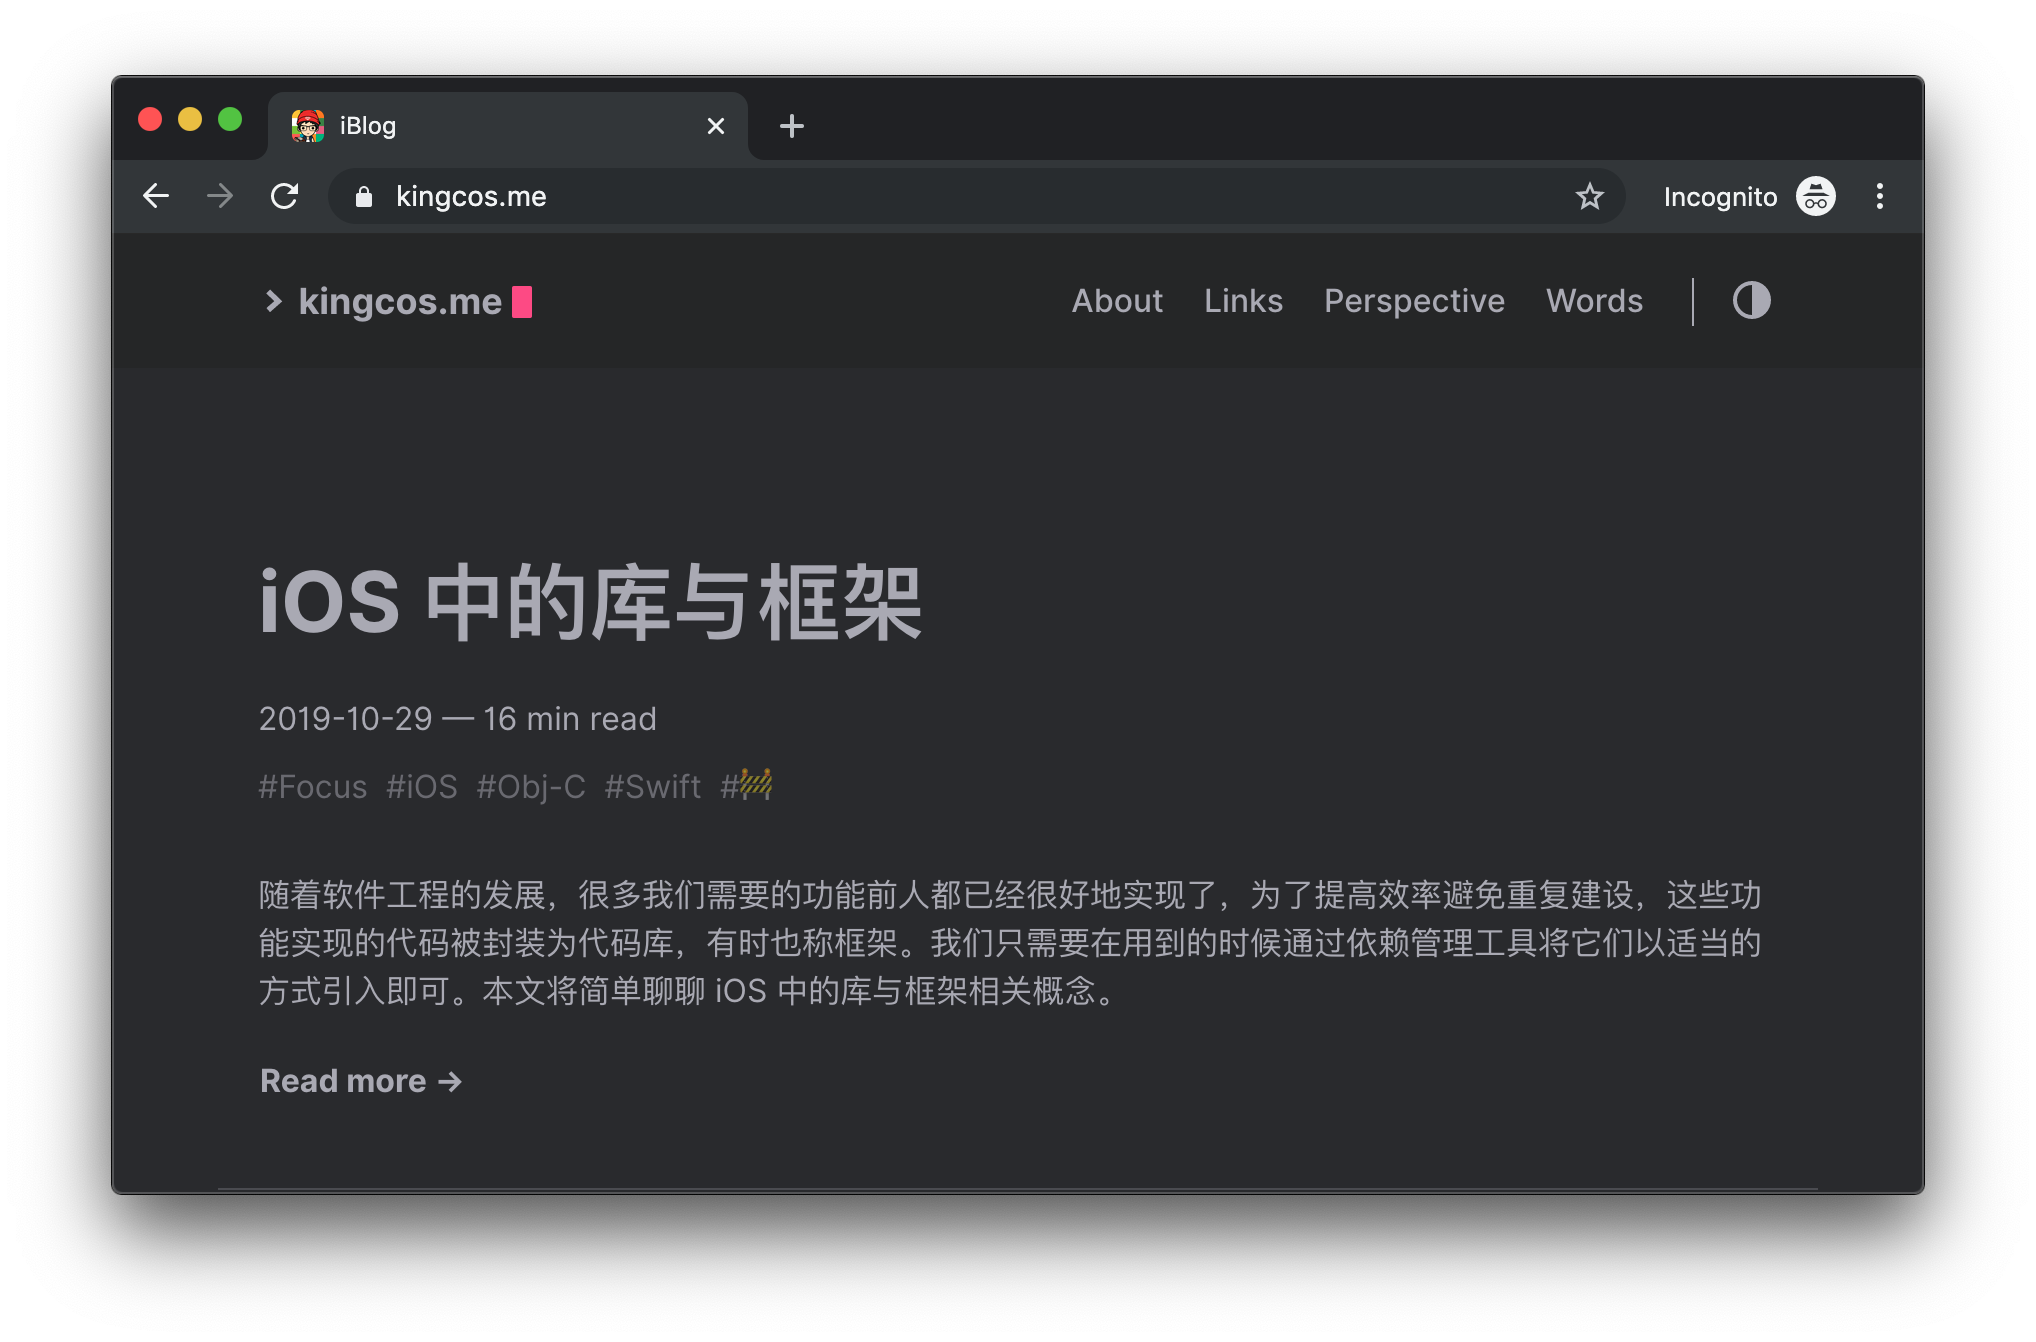 iBlog
kingcos.me
Incognito
> kingcos.me
About Links Perspective Words
iOS 中的库与框架
2019-10-29 — 16 min read
#Focus #iOS #Obj-C #Swift #🚧
随着软件工程的发展，很多我们需要的功能前人都已经很好地实现了，为了提高效率避免重复建设，这些功
能实现的代码被封装为代码库，有时也称框架。我们只需要在用到的时候通过依赖管理工具将它们以适当的
方式引入即可。本文将简单聊聊 iOS 中的库与框架相关概念。
Read more →